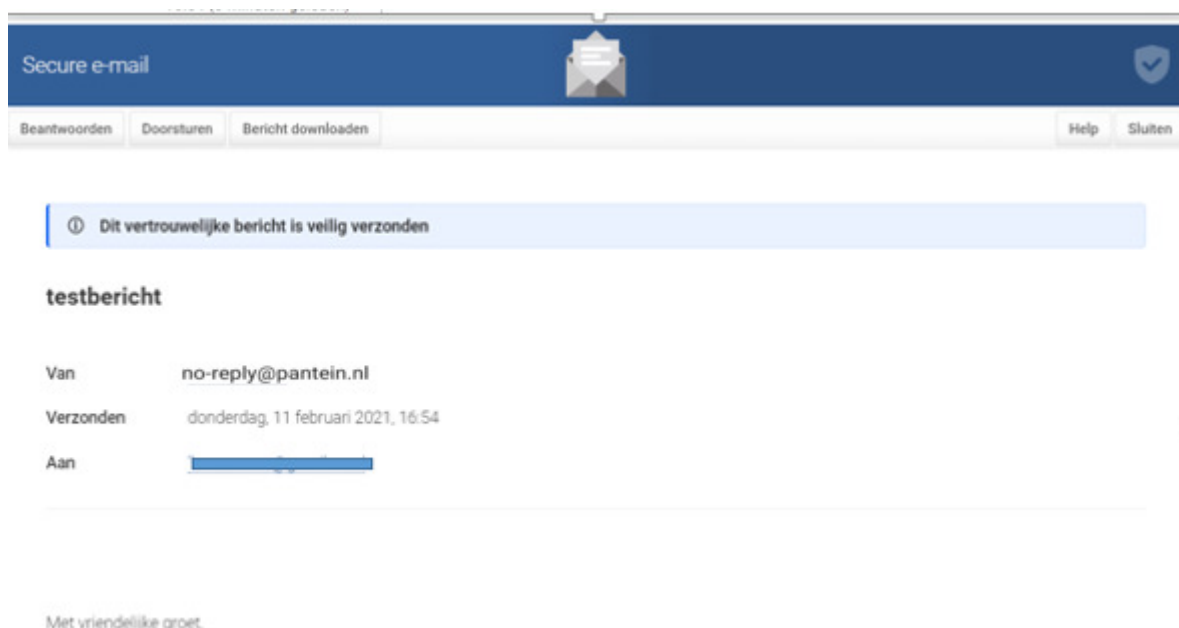 Secure e-mail
Beantwoorden Doorsturen Bericht downloaden Help Sluiten
Dit vertrouwelijke bericht is veilig verzonden
testbericht
Van no-reply@pantein.nl
Verzonden donderdag, 11 februari 2021, 16:54
Aan
Met vriendelijke groet,